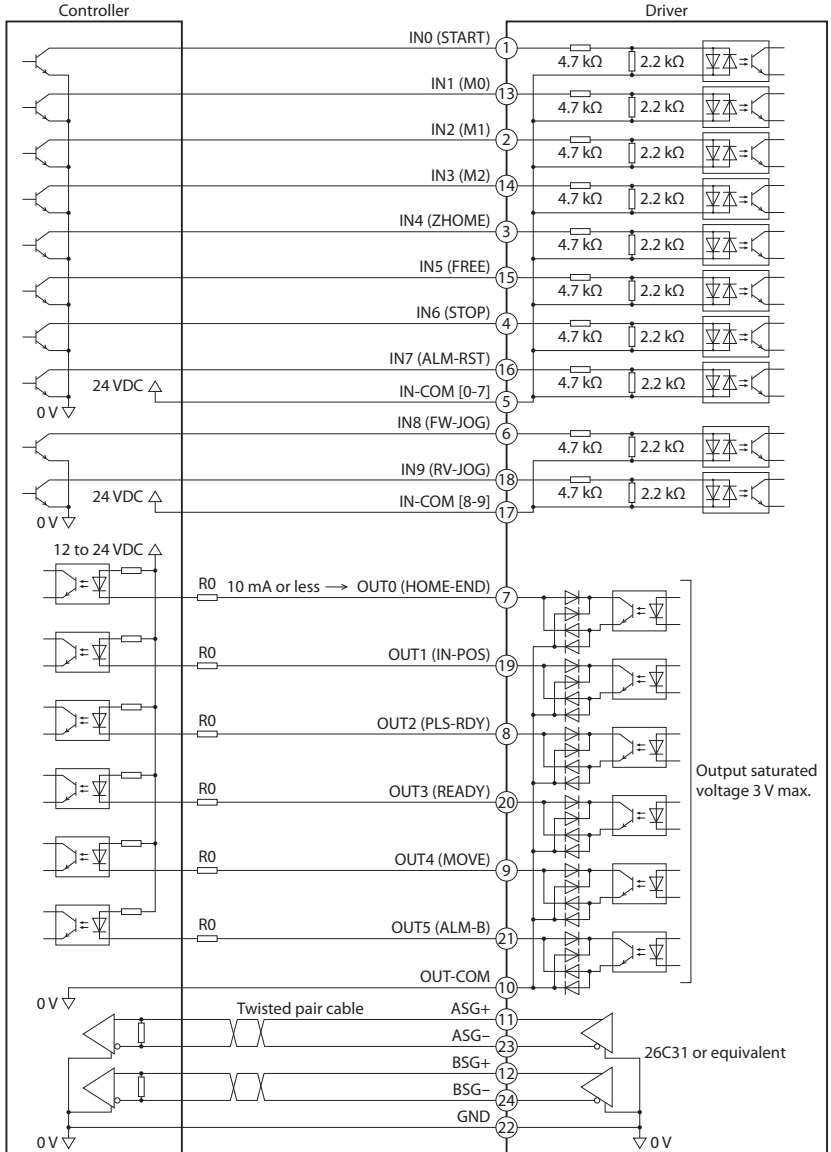 Controller
Driver
IN0 (START)
1
4.7 kΩ
2.2 kΩ
IN1 (M0)
13
4.7 kΩ
2.2 kΩ
IN2 (M1)
2
4.7 kΩ
2.2 kΩ
IN3 (M2)
14
4.7 kΩ
2.2 kΩ
IN4 (ZHOME)
3
4.7 kΩ
2.2 kΩ
IN5 (FREE)
15
4.7 kΩ
2.2 kΩ
IN6 (STOP)
4
4.7 kΩ
2.2 kΩ
IN7 (ALM-RST)
16
4.7 kΩ
2.2 kΩ
24 VDC
IN-COM [0-7]
5
0 V
IN8 (FW-JOG)
6
4.7 kΩ
2.2 kΩ
IN9 (RV-JOG)
18
4.7 kΩ
2.2 kΩ
24 VDC
IN-COM [8-9]
17
0 V
12 to 24 VDC
R0
10 mA or less
OUT0 (HOME-END)
7
R0
OUT1 (IN-POS)
19
R0
OUT2 (PLS-RDY)
8
Output saturated
voltage 3 V max.
R0
OUT3 (READY)
20
R0
OUT4 (MOVE)
9
R0
OUT5 (ALM-B)
21
OUT-COM
10
0 V
Twisted pair cable
ASG+
11
ASG–
23
26C31 or equivalent
BSG+
12
BSG–
24
GND
22
0 V
0 V